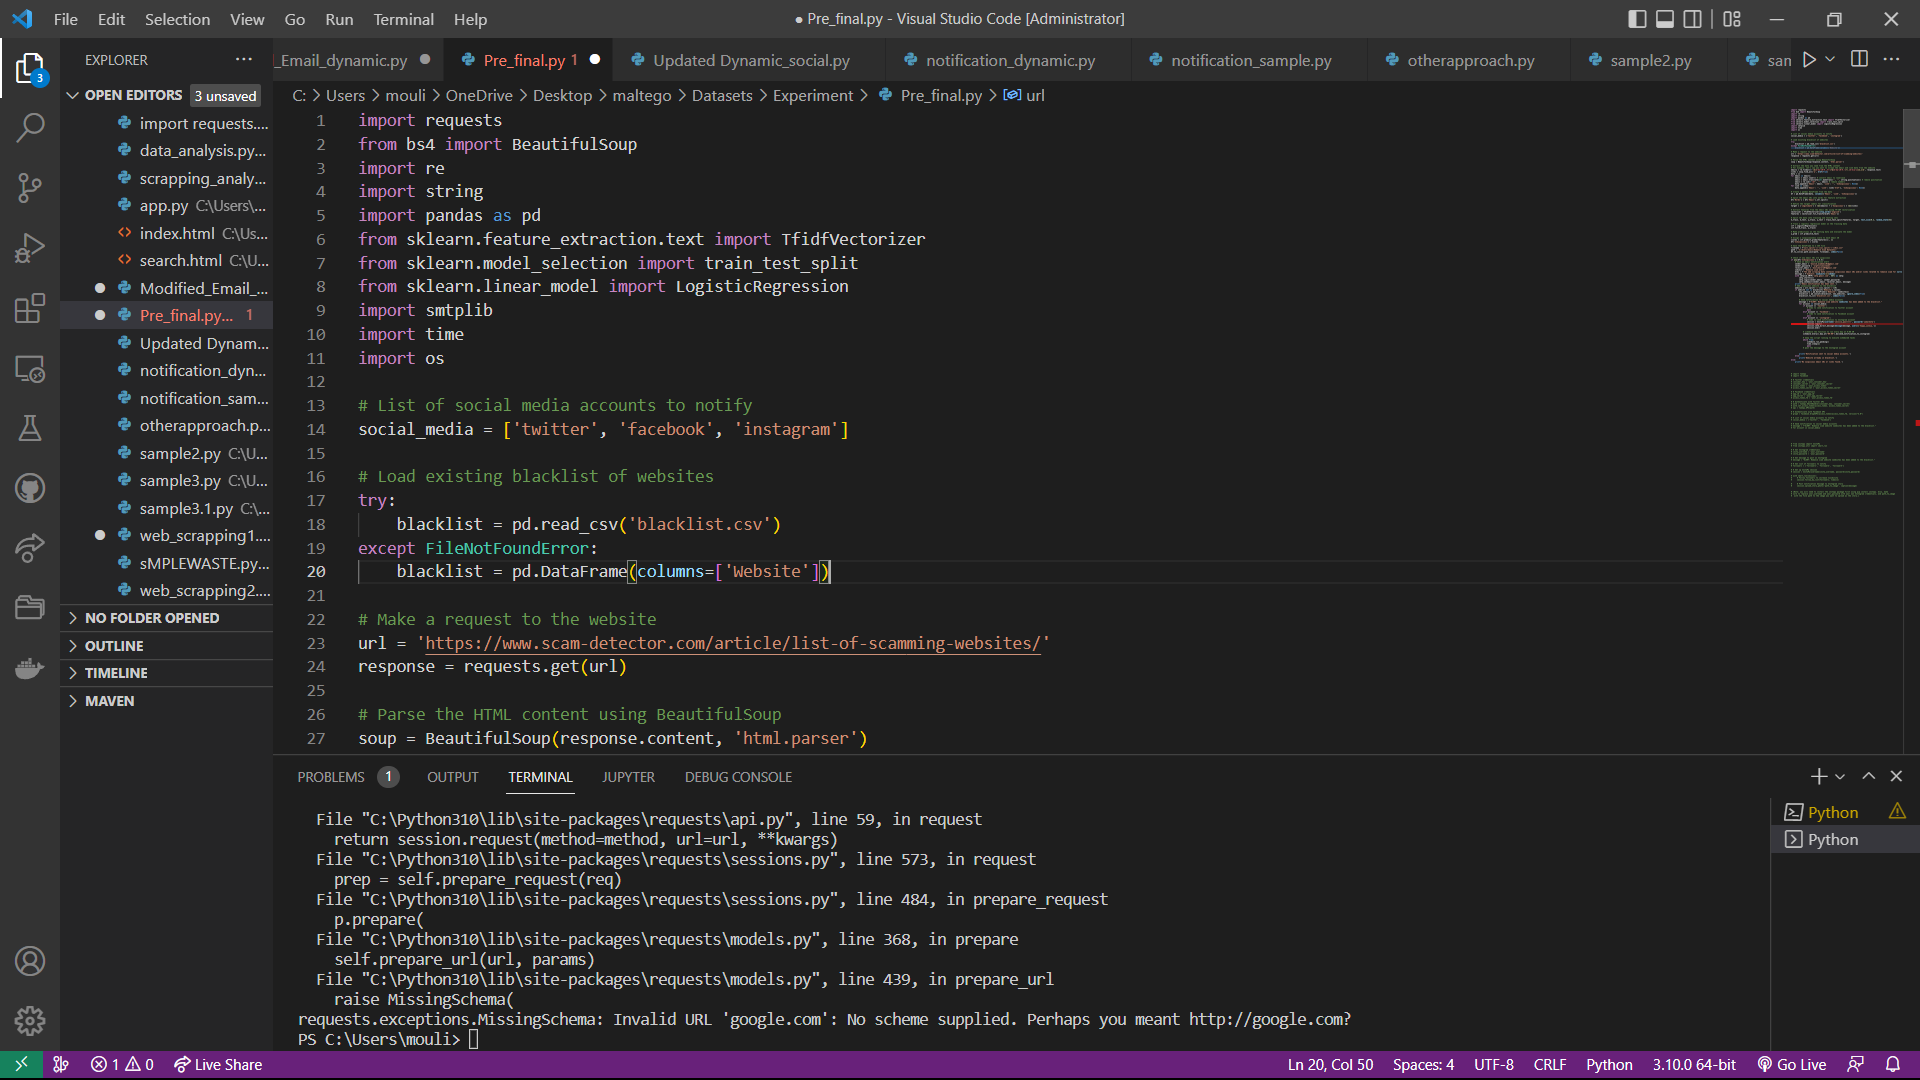 File Edit Selection View Go Run Terminal Help
● Pre_final.py - Visual Studio Code [Administrator]
EXPLORER
_Email_dynamic.py
Pre_final.py 1
Updated Dynamic_social.py
notification_dynamic.py
notification_sample.py
otherapproach.py
sample2.py
san
C: > Users > mouli > OneDrive > Desktop > maltego > Datasets > Experiment > Pre_final.py > url
3
OPEN EDITORS 3 unsaved
import requests....
data_analysis.py...
scrapping_analy...
app.py C:\Users\...
index.html C:\Us...
search.html C:\U...
Modified_Email_...
Pre_final.py... 1
Updated Dynam...
notification_dyn...
notification_sam...
otherapproach.p...
sample2.py C:\U...
sample3.py C:\U...
sample3.1.py C:\...
web_scrapping1....
sMPLEWASTE.py...
web_scrapping2....
NO FOLDER OPENED
OUTLINE
TIMELINE
MAVEN
1 import requests
2 from bs4 import BeautifulSoup
3 import re
4 import string
5 import pandas as pd
6 from sklearn.feature_extraction.text import TfidfVectorizer
7 from sklearn.model_selection import train_test_split
8 from sklearn.linear_model import LogisticRegression
9 import smtplib
10 import time
11 import os
12
13 # List of social media accounts to notify
14 social_media = ['twitter', 'facebook', 'instagram']
15
16 # Load existing blacklist of websites
17 try:
18     blacklist = pd.read_csv('blacklist.csv')
19 except FileNotFoundError:
20     blacklist = pd.DataFrame(columns=['Website'])
21
22 # Make a request to the website
23 url = 'https://www.scam-detector.com/article/list-of-scamming-websites/'
24 response = requests.get(url)
25
26 # Parse the HTML content using BeautifulSoup
27 soup = BeautifulSoup(response.content, 'html.parser')
PROBLEMS 1 OUTPUT TERMINAL JUPYTER DEBUG CONSOLE
File "C:\Python310\lib\site-packages\requests\api.py", line 59, in request
return session.request(method=method, url=url, **kwargs)
File "C:\Python310\lib\site-packages\requests\sessions.py", line 573, in request
prep = self.prepare_request(req)
File "C:\Python310\lib\site-packages\requests\sessions.py", line 484, in prepare_request
p.prepare(
File "C:\Python310\lib\site-packages\requests\models.py", line 368, in prepare
self.prepare_url(url, params)
File "C:\Python310\lib\site-packages\requests\models.py", line 439, in prepare_url
raise MissingSchema(
requests.exceptions.MissingSchema: Invalid URL 'google.com': No scheme supplied. Perhaps you meant http://google.com?
PS C:\Users\mouli>
Python
Python
1 0 Live Share
Ln 20, Col 50 Spaces: 4 UTF-8 CRLF Python 3.10.0 64-bit Go Live